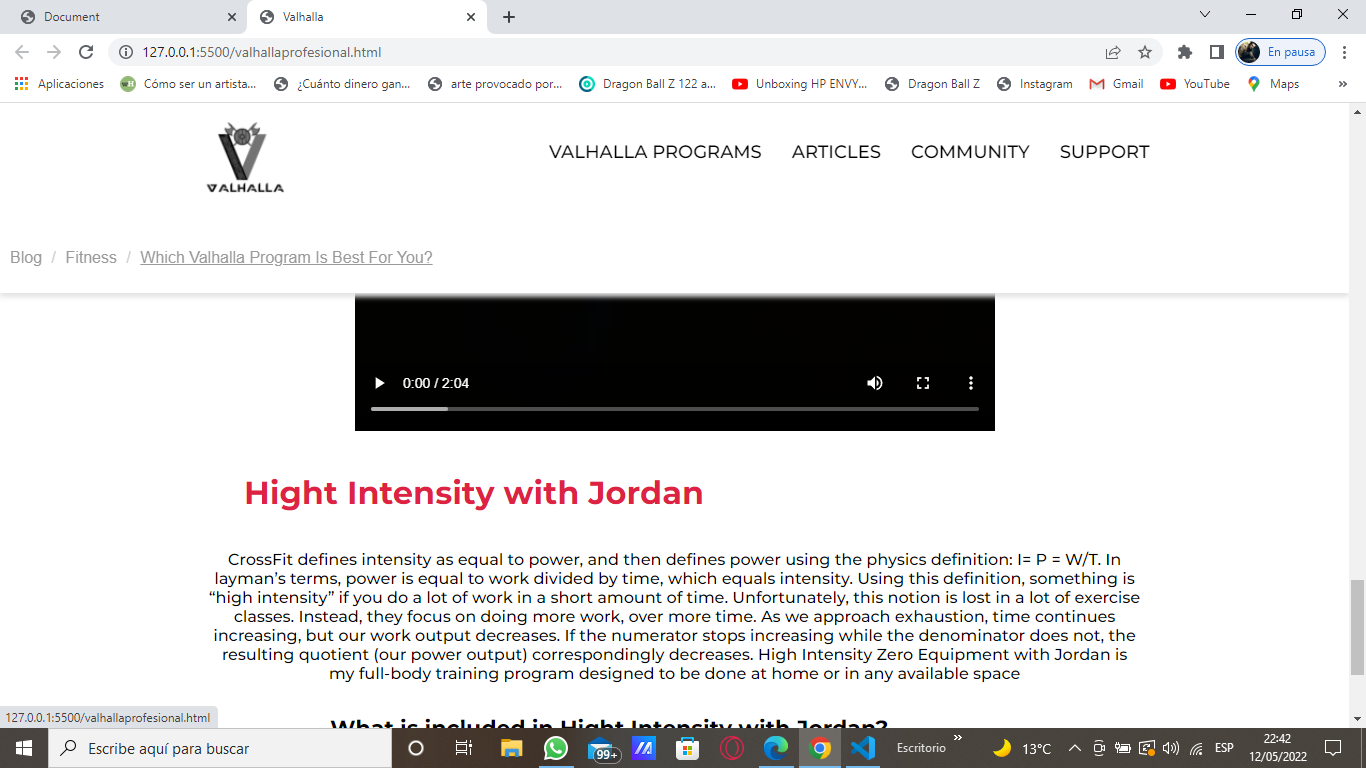 Document
Valhalla
127.0.0.1:5500/valhallaprofesional.html
En pausa
Aplicaciones
Cómo ser un artista...
¿Cuánto dinero gan...
arte provocado por...
Dragon Ball Z 122 a...
Unboxing HP ENVY...
Dragon Ball Z
Instagram
Gmail
YouTube
Maps
»
VALHALLA
VALHALLA PROGRAMS ARTICLES COMMUNITY SUPPORT
Blog / Fitness / Which Valhalla Program Is Best For You?
0:00 / 2:04
Hight Intensity with Jordan
CrossFit defines intensity as equal to power, and then defines power using the physics definition: I= P = W/T. In
layman’s terms, power is equal to work divided by time, which equals intensity. Using this definition, something is
“high intensity” if you do a lot of work in a short amount of time. Unfortunately, this notion is lost in a lot of exercise
classes. Instead, they focus on doing more work, over more time. As we approach exhaustion, time continues
increasing, but our work output decreases. If the numerator stops increasing while the denominator does not, the
resulting quotient (our power output) correspondingly decreases. High Intensity Zero Equipment with Jordan is
my full-body training program designed to be done at home or in any available space
What is included in Hight Intensity with Jordan?
127.0.0.1:5500/valhallaprofesional.html
Escribe aquí para buscar
99+
Escritorio
»
13°C
ESP
22:42
12/05/2022